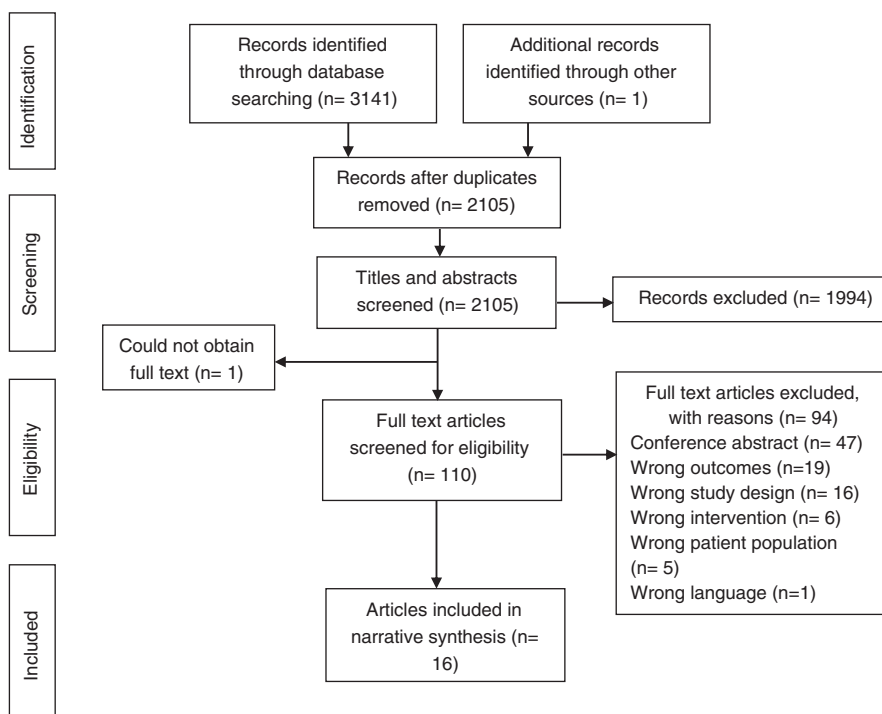 Identification
Records identified
through database
searching (n= 3141)
Additional records
identified through other
sources (n= 1)
Records after duplicates
removed (n= 2105)
Screening
Titles and abstracts
screened (n= 2105)
Records excluded (n= 1994)
Could not obtain
full text (n= 1)
Eligibility
Full text articles
screened for eligibility
(n= 110)
Full text articles excluded,
with reasons (n= 94)
Conference abstract (n= 47)
Wrong outcomes (n=19)
Wrong study design (n= 16)
Wrong intervention (n= 6)
Wrong patient population
(n= 5)
Wrong language (n=1)
Included
Articles included in
narrative synthesis (n=
16)